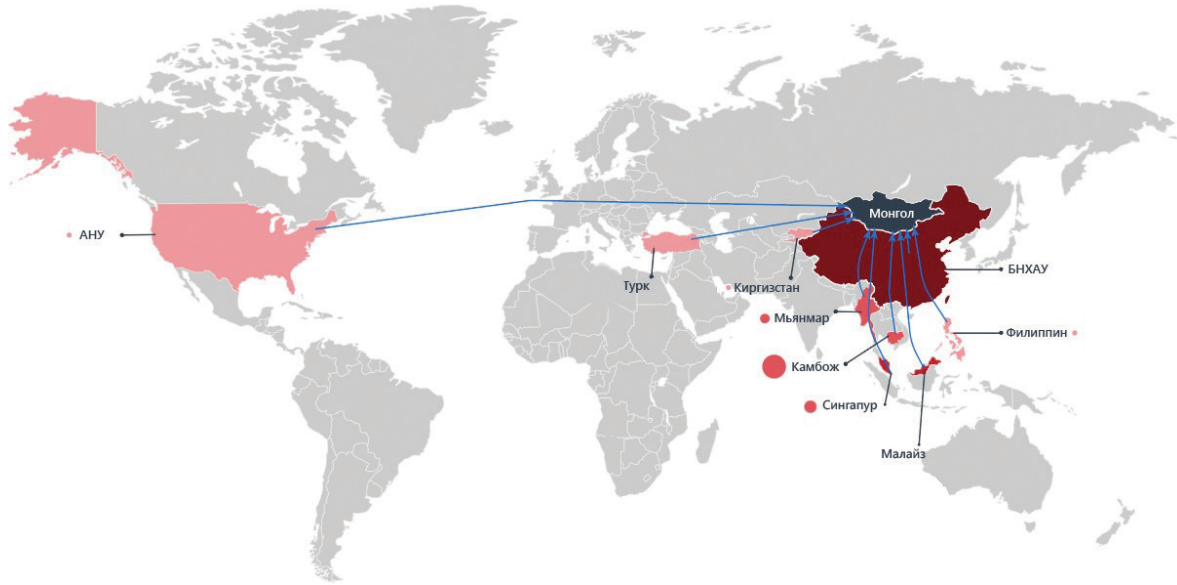 Монгол
АНУ
БНХАУ
Турк
Киргизстан
Мьянмар
Филиппин
Камбож
Сингапур
Малайз